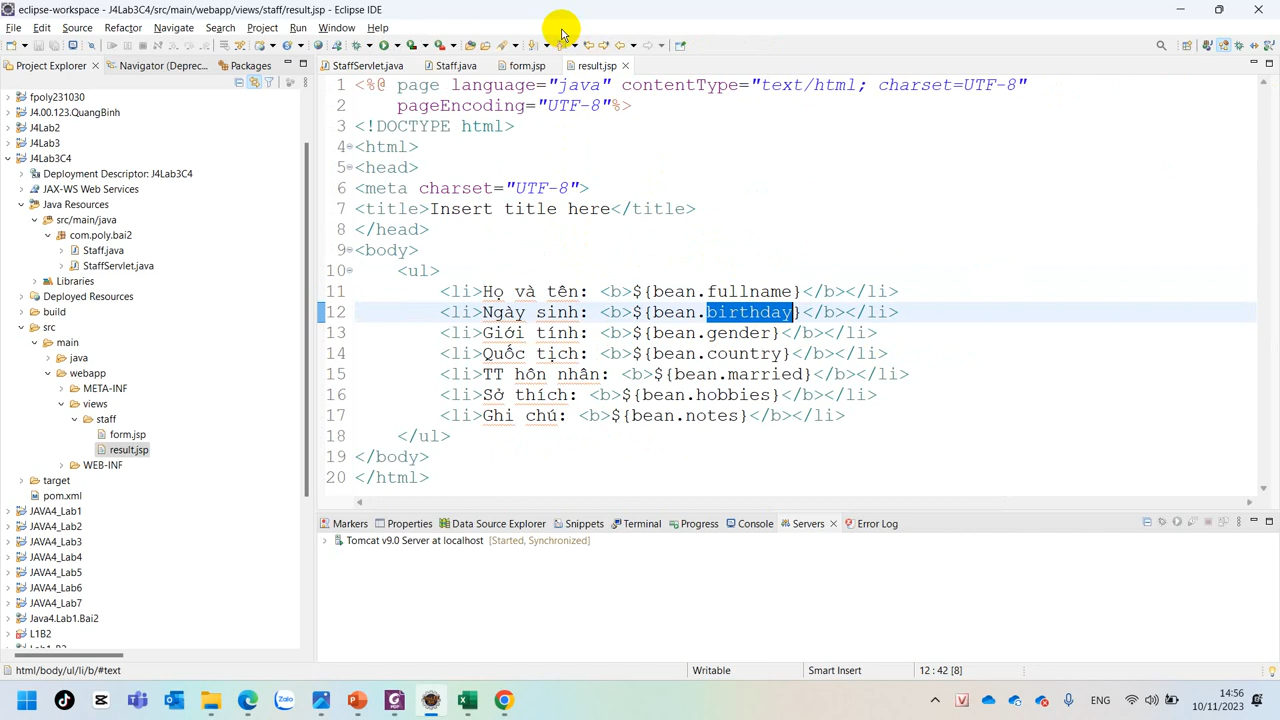 eclipse-workspace - J4Lab3C4/src/main/webapp/views/staff/result.jsp - Eclipse IDE
File Edit Source Refactor Navigate Search Project Run Window Help
Project Explorer Navigator (Deprec... Packages
StaffServlet.java Staff.java form.jsp result.jsp
fpoly231030
J4.00.123.QuangBinh
J4Lab2
J4Lab3
J4Lab3C4
Deployment Descriptor: J4Lab3C4
JAX-WS Web Services
Java Resources
src/main/java
com.poly.bai2
Staff.java
StaffServlet.java
Libraries
Deployed Resources
build
src
main
java
webapp
META-INF
views
staff
form.jsp
result.jsp
WEB-INF
target
pom.xml
JAVA4_Lab1
JAVA4_Lab2
JAVA4_Lab3
JAVA4_Lab4
JAVA4_Lab5
JAVA4_Lab6
JAVA4_Lab7
Java4.Lab1.Bai2
L1B2
1 <%@ page language="java" contentType="text/html; charset=UTF-8"
2 pageEncoding="UTF-8"%>
3 <!DOCTYPE html>
4 <html>
5 <head>
6 <meta charset="UTF-8">
7 <title>Insert title here</title>
8 </head>
9 <body>
10 <ul>
11 <li>Họ và tên: <b>${bean.fullname}</b></li>
12 <li>Ngày sinh: <b>${bean.birthday}</b></li>
13 <li>Giới tính: <b>${bean.gender}</b></li>
14 <li>Quốc tịch: <b>${bean.country}</b></li>
15 <li>TT hôn nhân: <b>${bean.married}</b></li>
16 <li>Sở thích: <b>${bean.hobbies}</b></li>
17 <li>Ghi chú: <b>${bean.notes}</b></li>
18 </ul>
19 </body>
20 </html>
Markers Properties Data Source Explorer Snippets Terminal Progress Console Servers Error Log
Tomcat v9.0 Server at localhost [Started, Synchronized]
html/body/ul/li/b/#text Writable Smart Insert 12 : 42 [8]
ENG 14:56
10/11/2023